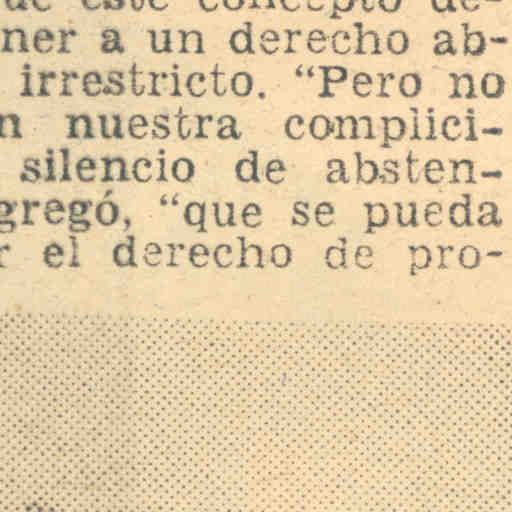 de este concepto de-
ner a un derecho ab-
irrestricto. “Pero no
n nuestra complici-
silencio de absten-
gregó, “que se pueda
r el derecho de pro-